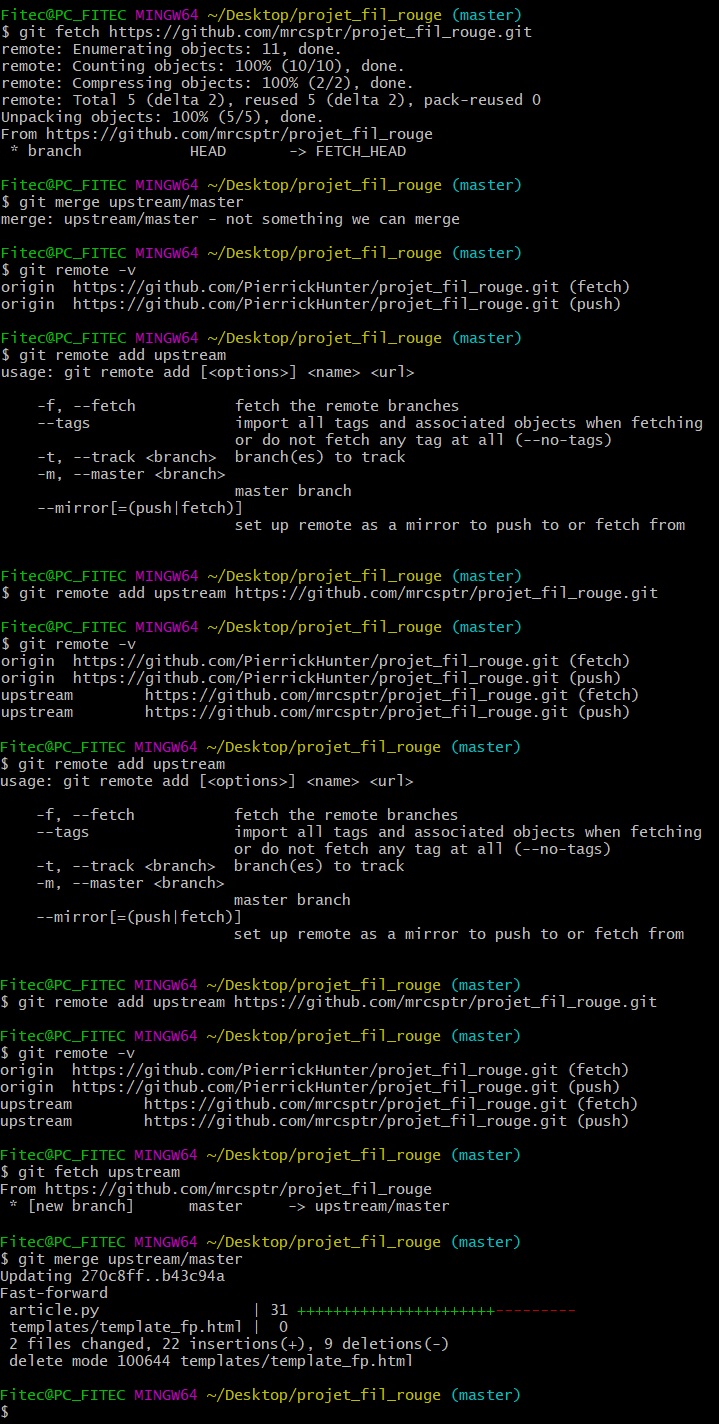 Fitec@PC_FITEC MINGW64 ~/Desktop/projet_fil_rouge (master)
$ git fetch https://github.com/mrcsptr/projet_fil_rouge.git
remote: Enumerating objects: 11, done.
remote: Counting objects: 100% (10/10), done.
remote: Compressing objects: 100% (2/2), done.
remote: Total 5 (delta 2), reused 5 (delta 2), pack-reused 0
Unpacking objects: 100% (5/5), done.
From https://github.com/mrcsptr/projet_fil_rouge
 * branch            HEAD       -> FETCH_HEAD

Fitec@PC_FITEC MINGW64 ~/Desktop/projet_fil_rouge (master)
$ git merge upstream/master
merge: upstream/master - not something we can merge

Fitec@PC_FITEC MINGW64 ~/Desktop/projet_fil_rouge (master)
$ git remote -v
origin  https://github.com/PierrickHunter/projet_fil_rouge.git (fetch)
origin  https://github.com/PierrickHunter/projet_fil_rouge.git (push)

Fitec@PC_FITEC MINGW64 ~/Desktop/projet_fil_rouge (master)
$ git remote add upstream
usage: git remote add [<options>] <name> <url>

    -f, --fetch           fetch the remote branches
    --tags                import all tags and associated objects when fetching
                          or do not fetch any tag at all (--no-tags)
    -t, --track <branch>  branch(es) to track
    -m, --master <branch>
                          master branch
    --mirror[=(push|fetch)]
                          set up remote as a mirror to push to or fetch from

Fitec@PC_FITEC MINGW64 ~/Desktop/projet_fil_rouge (master)
$ git remote add upstream https://github.com/mrcsptr/projet_fil_rouge.git

Fitec@PC_FITEC MINGW64 ~/Desktop/projet_fil_rouge (master)
$ git remote -v
origin  https://github.com/PierrickHunter/projet_fil_rouge.git (fetch)
origin  https://github.com/PierrickHunter/projet_fil_rouge.git (push)
upstream        https://github.com/mrcsptr/projet_fil_rouge.git (fetch)
upstream        https://github.com/mrcsptr/projet_fil_rouge.git (push)

Fitec@PC_FITEC MINGW64 ~/Desktop/projet_fil_rouge (master)
$ git remote add upstream
usage: git remote add [<options>] <name> <url>

    -f, --fetch           fetch the remote branches
    --tags                import all tags and associated objects when fetching
                          or do not fetch any tag at all (--no-tags)
    -t, --track <branch>  branch(es) to track
    -m, --master <branch>
                          master branch
    --mirror[=(push|fetch)]
                          set up remote as a mirror to push to or fetch from

Fitec@PC_FITEC MINGW64 ~/Desktop/projet_fil_rouge (master)
$ git remote add upstream https://github.com/mrcsptr/projet_fil_rouge.git

Fitec@PC_FITEC MINGW64 ~/Desktop/projet_fil_rouge (master)
$ git remote -v
origin  https://github.com/PierrickHunter/projet_fil_rouge.git (fetch)
origin  https://github.com/PierrickHunter/projet_fil_rouge.git (push)
upstream        https://github.com/mrcsptr/projet_fil_rouge.git (fetch)
upstream        https://github.com/mrcsptr/projet_fil_rouge.git (push)

Fitec@PC_FITEC MINGW64 ~/Desktop/projet_fil_rouge (master)
$ git fetch upstream
From https://github.com/mrcsptr/projet_fil_rouge
 * [new branch]      master     -> upstream/master

Fitec@PC_FITEC MINGW64 ~/Desktop/projet_fil_rouge (master)
$ git merge upstream/master
Updating 270c8ff..b43c94a
Fast-forward
 article.py                 | 31 ++++++++++++++++++++++---------
 templates/template_fp.html |  0
 2 files changed, 22 insertions(+), 9 deletions(-)
 delete mode 100644 templates/template_fp.html

Fitec@PC_FITEC MINGW64 ~/Desktop/projet_fil_rouge (master)
$